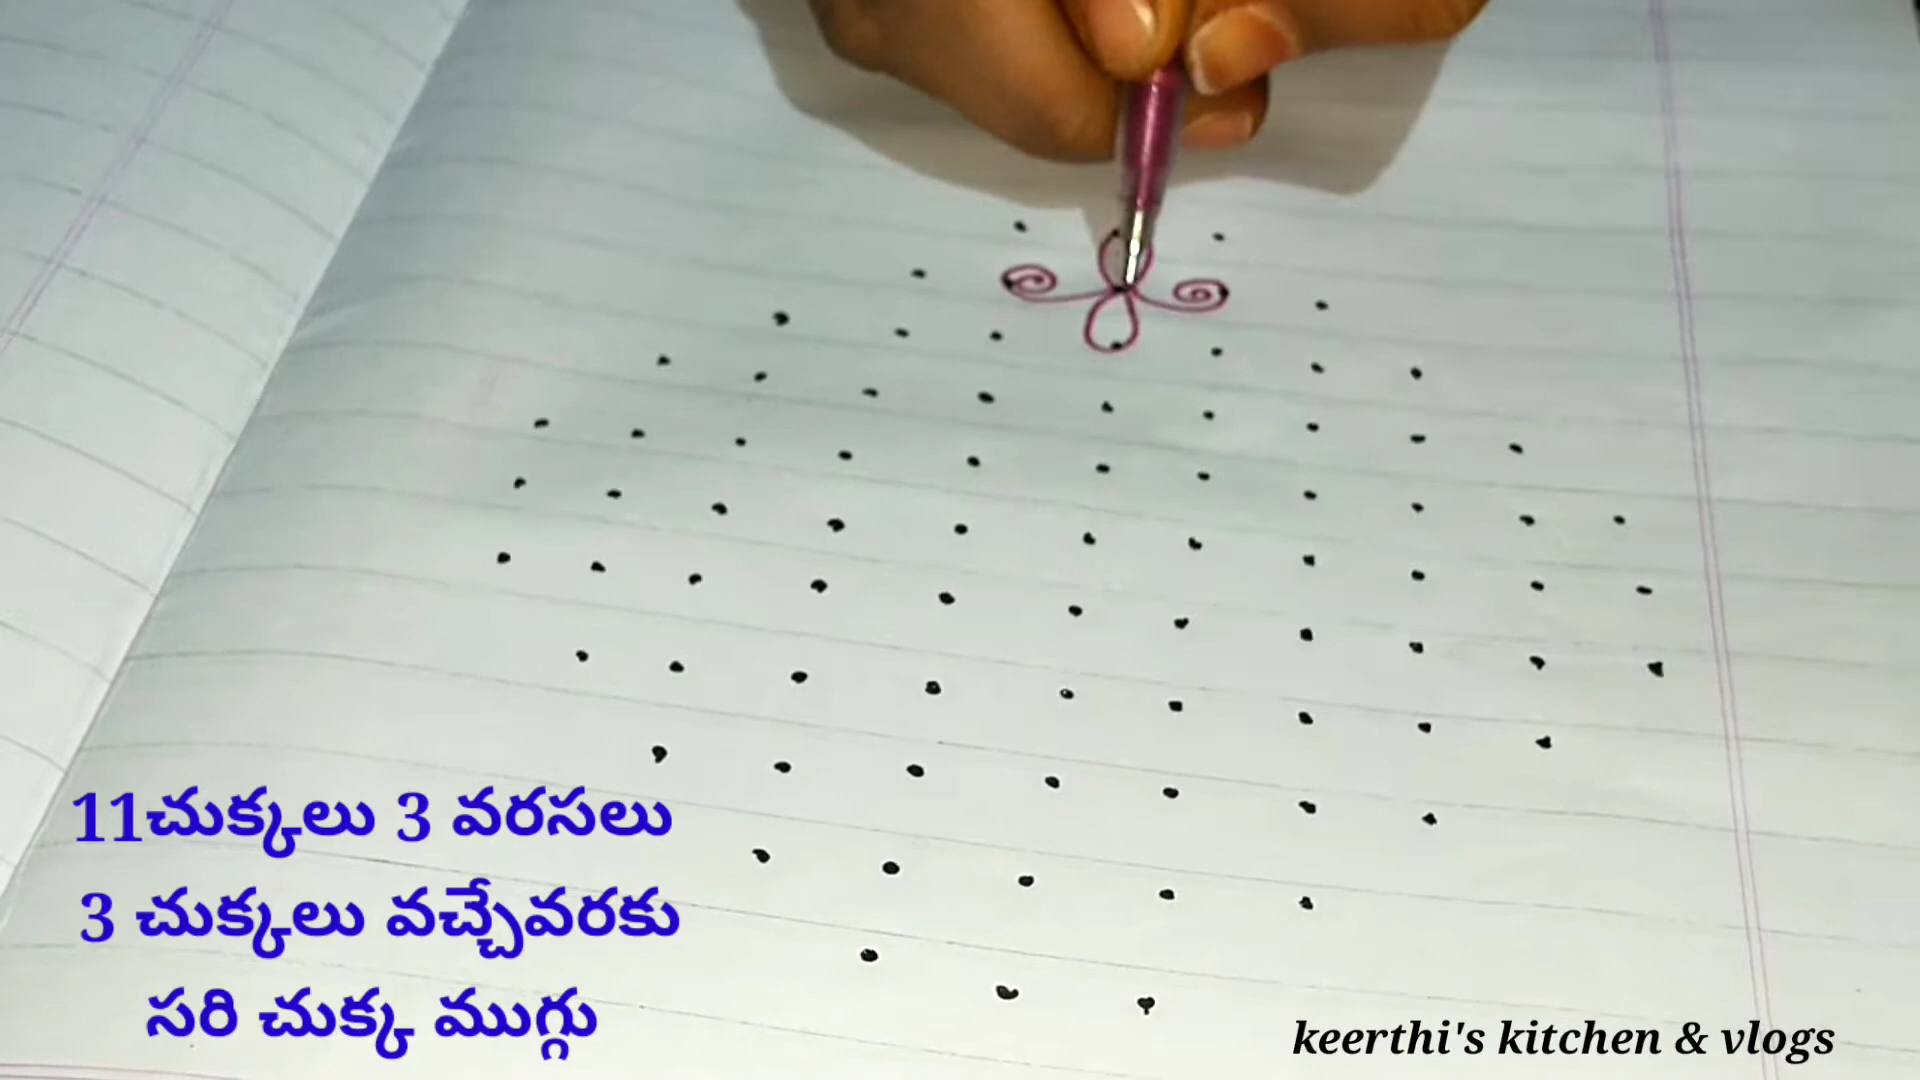 11చుక్కలు 3 వరసలు
3 చుక్కలు వచ్చేవరకు
సరి చుక్క ముగ్గు
keerthi's kitchen & vlogs